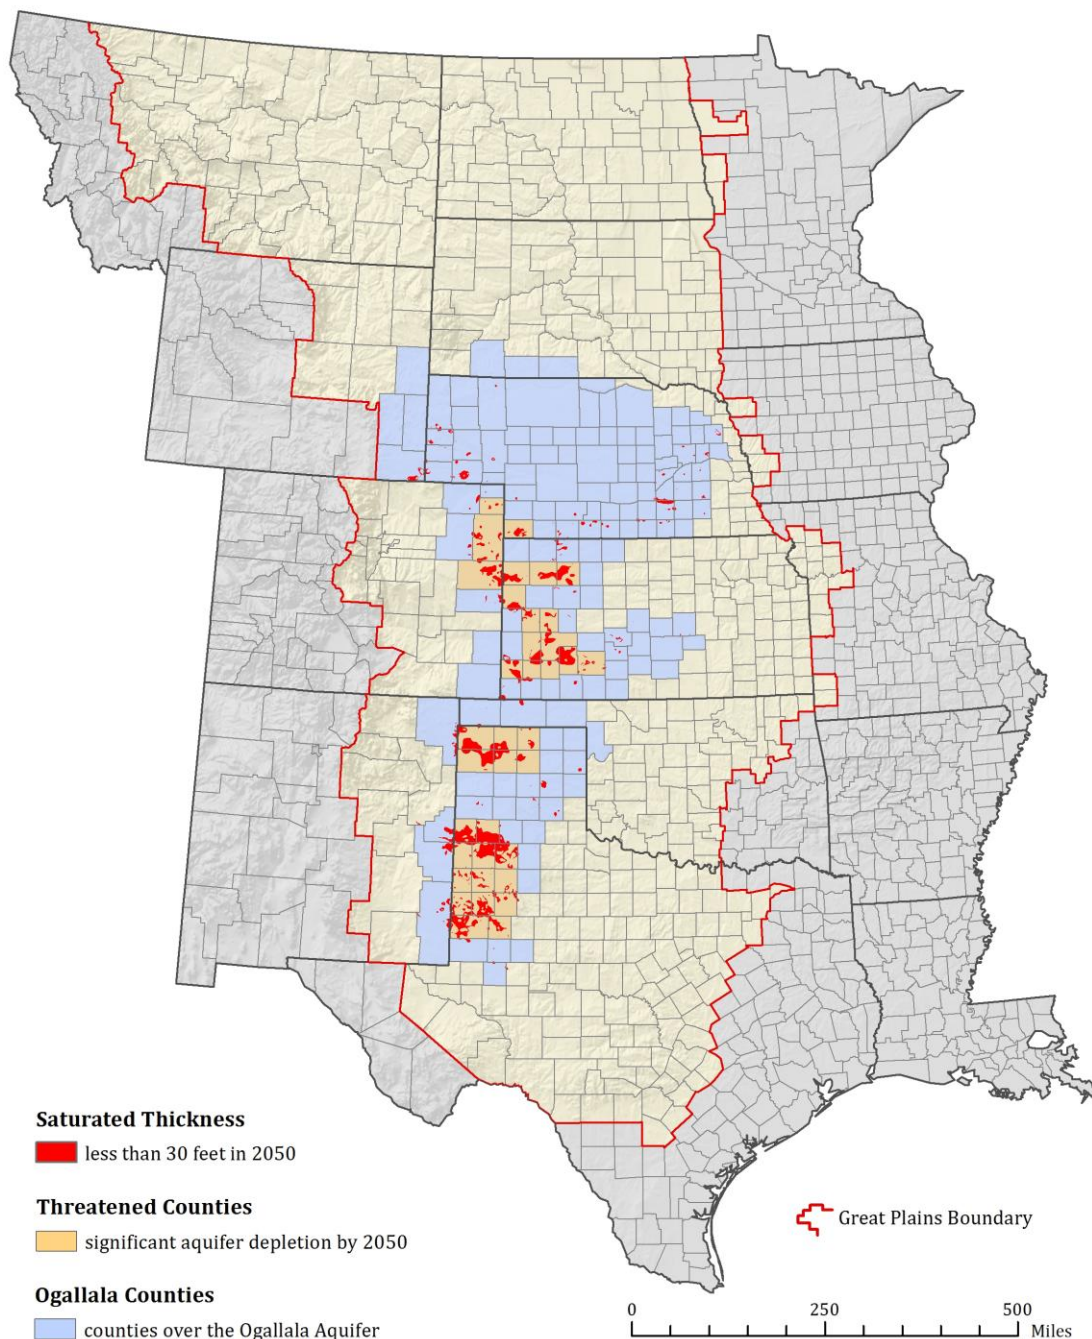 Saturated Thickness
less than 30 feet in 2050
Threatened Counties
significant aquifer depletion by 2050
Ogallala Counties
counties over the Ogallala Aquifer
Great Plains Boundary
0 250 500
Miles